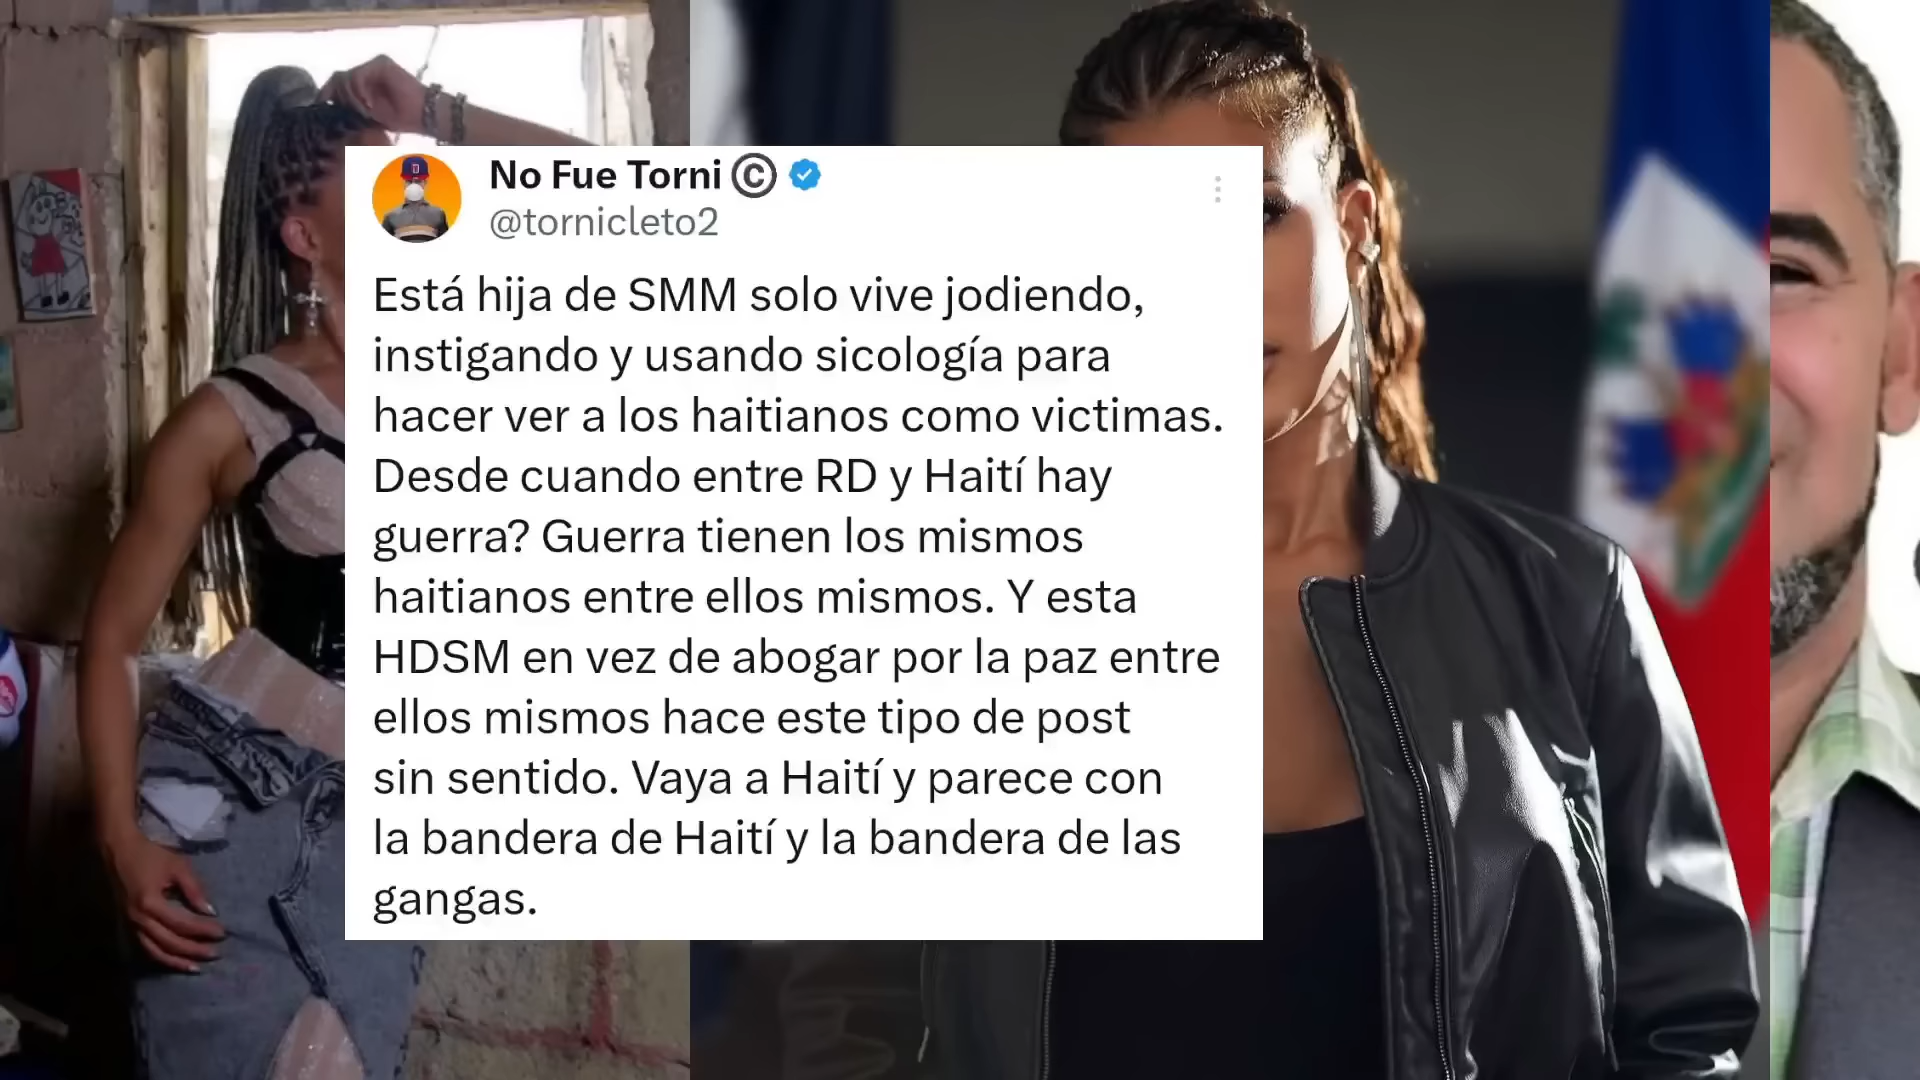 No Fue Torni ©
@tornicleto2
Está hija de SMM solo vive jodiendo,
instigando y usando sicología para
hacer ver a los haitianos como victimas.
Desde cuando entre RD y Haití hay
guerra? Guerra tienen los mismos
haitianos entre ellos mismos. Y esta
HDSM en vez de abogar por la paz entre
ellos mismos hace este tipo de post
sin sentido. Vaya a Haití y parece con
la bandera de Haití y la bandera de las
gangas.